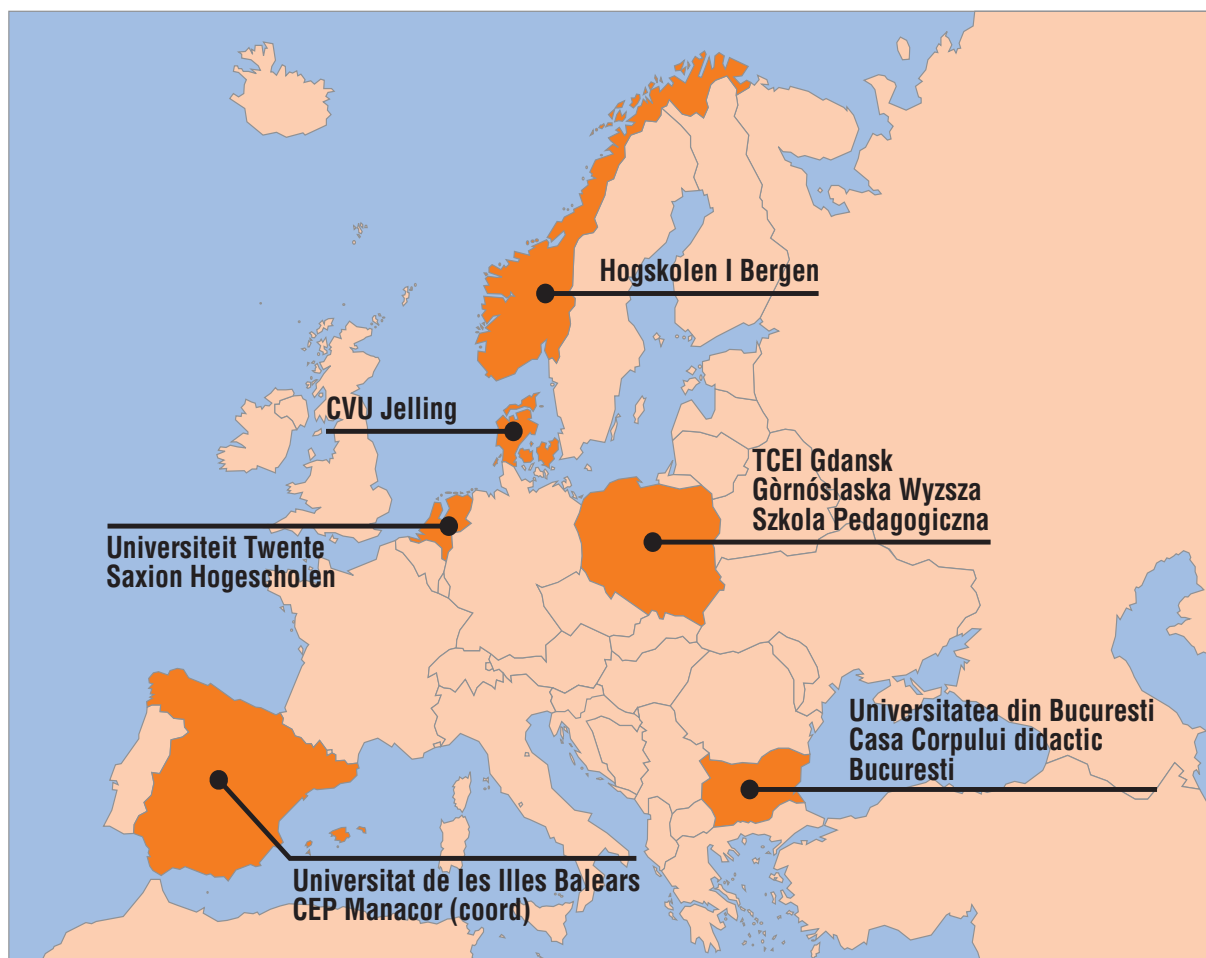 Hogskolen I Bergen
CVU Jelling
TCEI Gdansk
Gòrnóslaska Wyzsza
Szkola Pedagogiczna
Universiteit Twente
Saxion Hogescholen
Universitatea din Bucuresti
Casa Corpului didactic
Bucuresti
Universitat de les Illes Balears
CEP Manacor (coord)